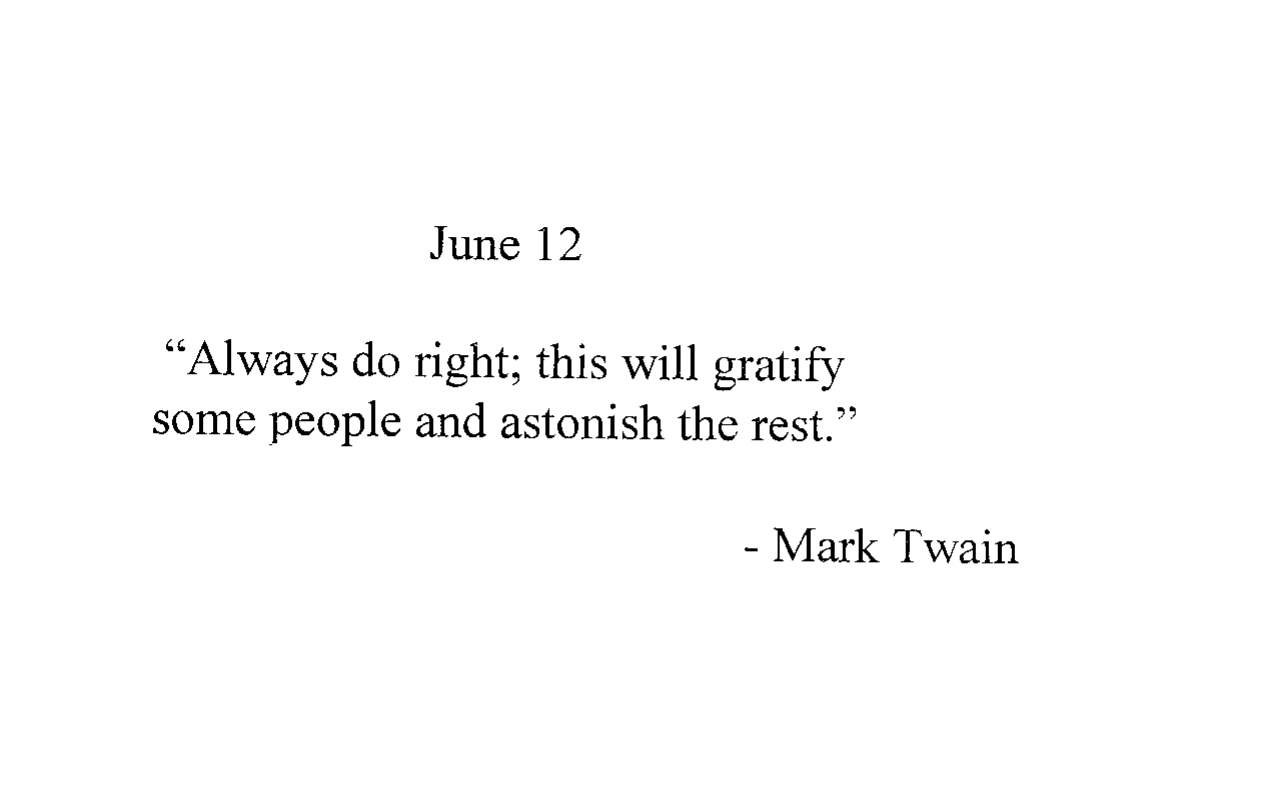 June 12
“Always do right; this will gratify
some people and astonish the rest.”
- Mark Twain